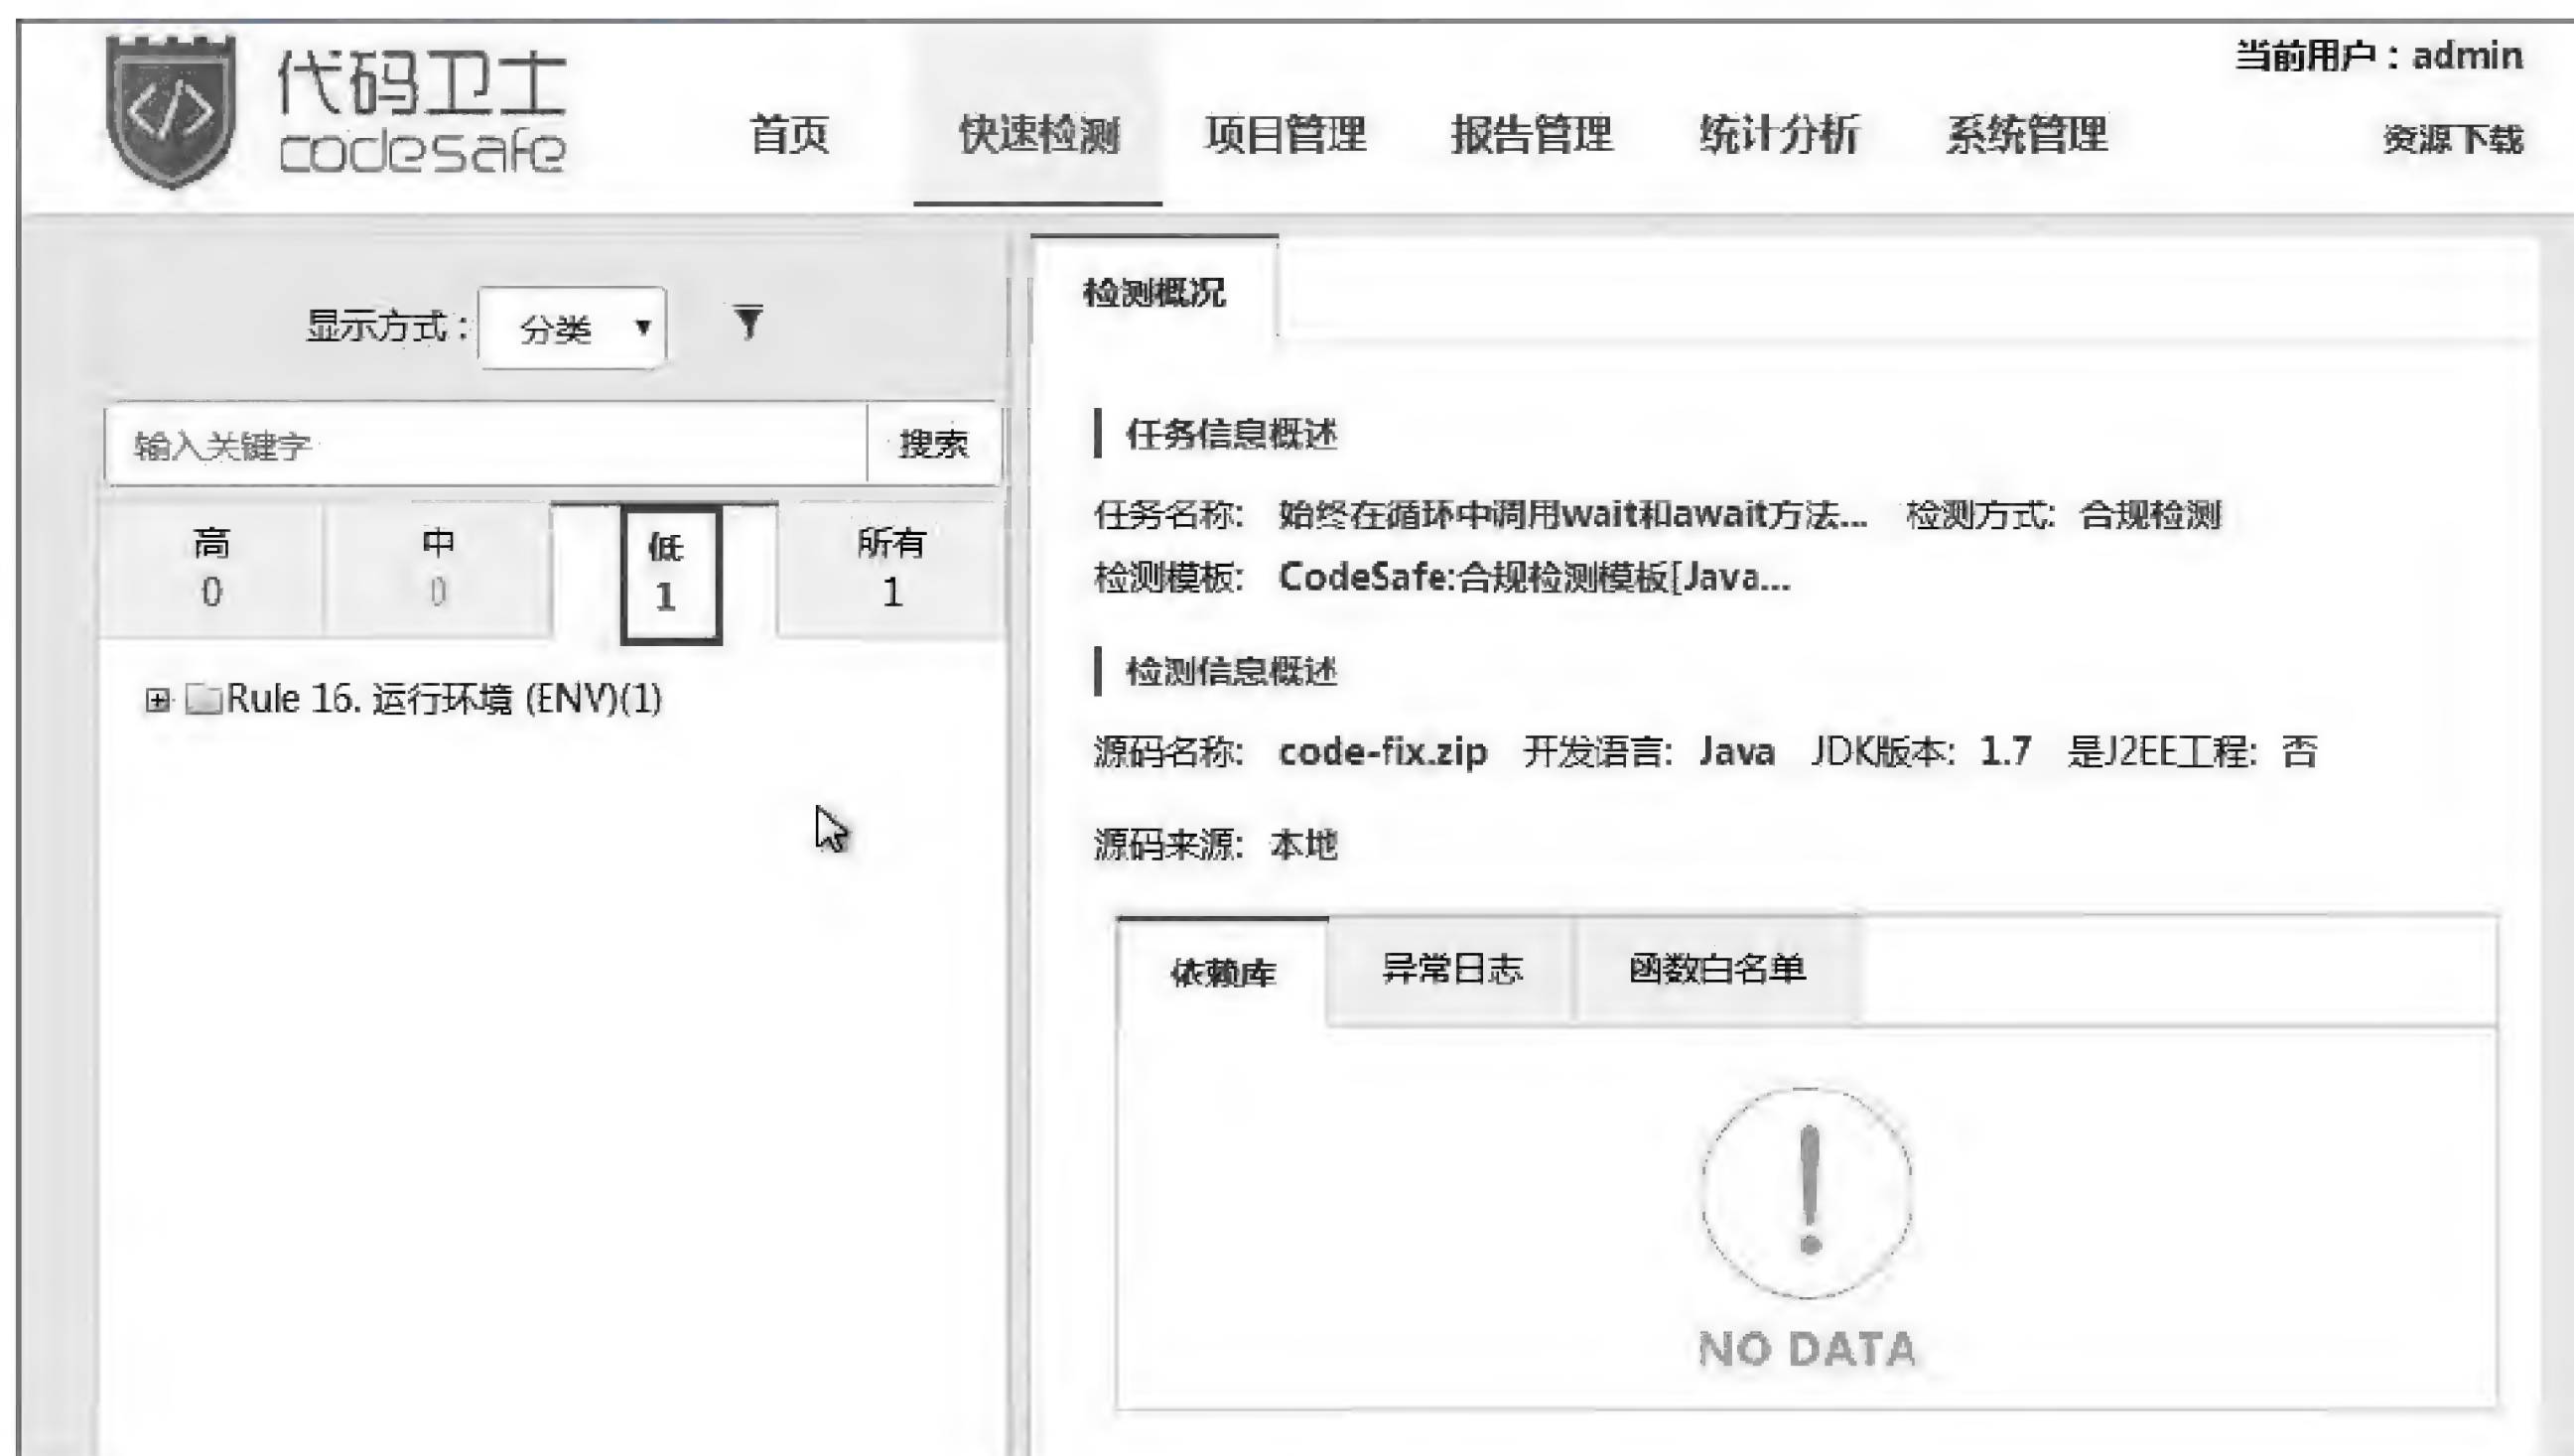 代码卫士
codesafe
首页 快速检测 项目管理 报告管理 统计分析 系统管理
当前用户：admin
资源下载
显示方式： 分类
输入关键字 搜索
高 中 低 所有
0 0 1 1
Rule 16. 运行环境 (ENV)(1)
检测概况
任务信息概述
任务名称: 始终在循环中调用wait和await方法... 检测方式: 合规检测
检测模板: CodeSafe:合规检测模板[Java...
检测信息概述
源码名称: code-fix.zip 开发语言: Java JDK版本: 1.7 是J2EE工程: 否
源码来源: 本地
依赖库 异常日志 函数白名单
NO DATA